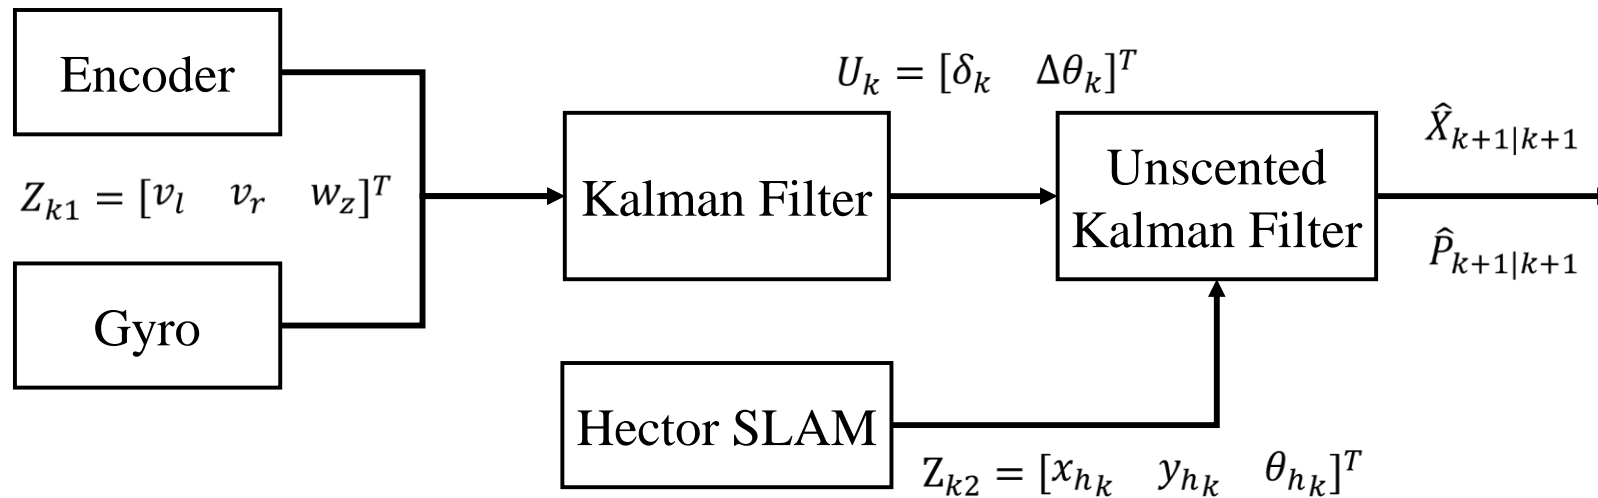 Encoder
Z_{k1} = [v_l v_r w_z]^T
Gyro
Kalman Filter
U_k = [δ_k Δθ_k]^T
Unscented
Kalman Filter
X̂_{k+1|k+1}
P̂_{k+1|k+1}
Hector SLAM
Z_{k2} = [x_{h_k} y_{h_k} θ_{h_k}]^T